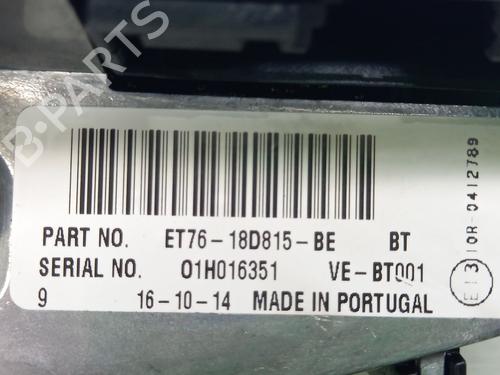 B-PARTS
PART NO. ET76-18D815-BE BT
SERIAL NO. 01H016351 VE-BT001
9 16-10-14 MADE IN PORTUGAL
E13 10R-0412789